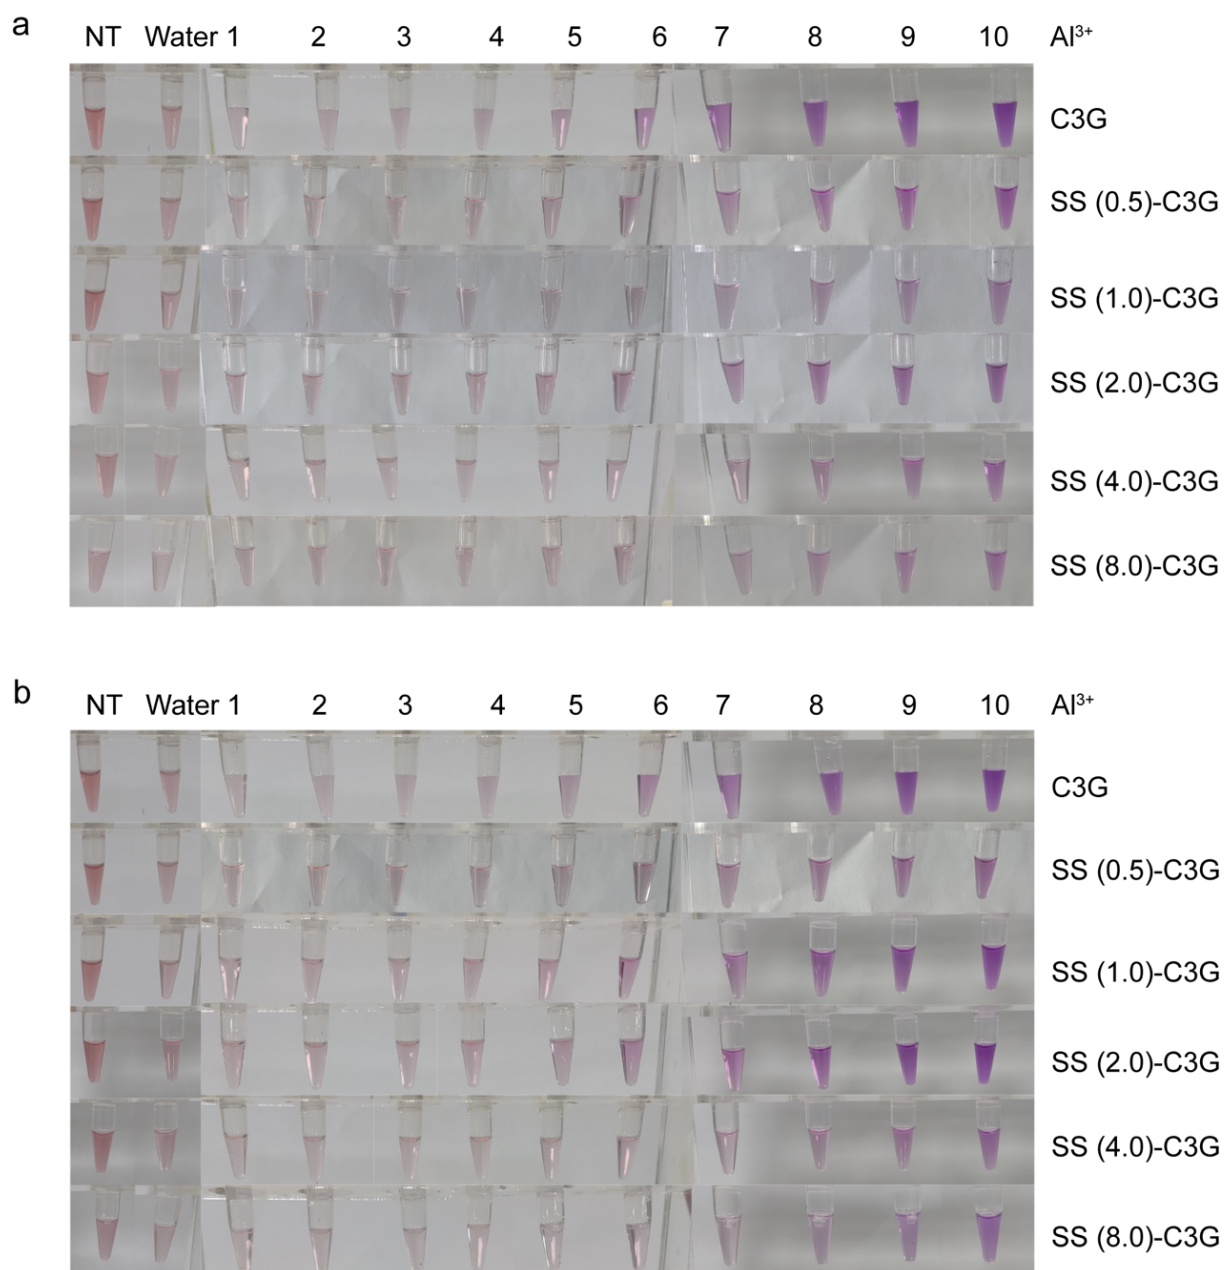 a
NT Water 1 2 3 4 5 6 7 8 9 10 Al³⁺
C3G
SS (0.5)-C3G
SS (1.0)-C3G
SS (2.0)-C3G
SS (4.0)-C3G
SS (8.0)-C3G
b
NT Water 1 2 3 4 5 6 7 8 9 10 Al³⁺
C3G
SS (0.5)-C3G
SS (1.0)-C3G
SS (2.0)-C3G
SS (4.0)-C3G
SS (8.0)-C3G